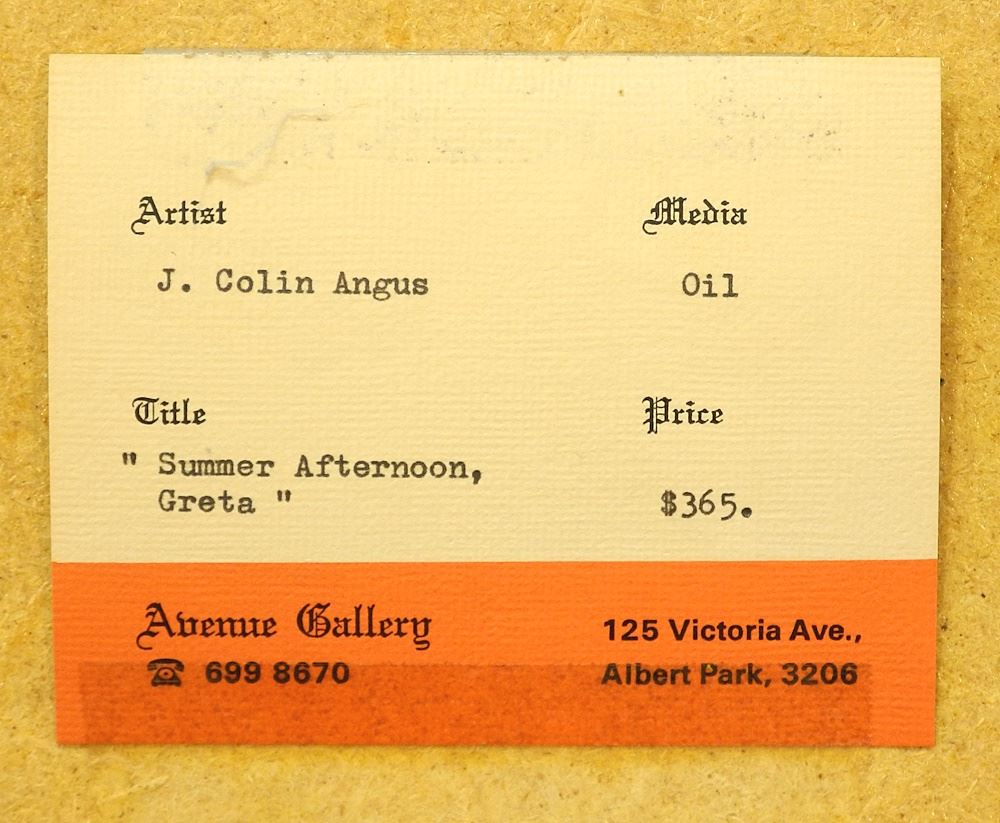 Artist Media
J. Colin Angus Oil
Title Price
" Summer Afternoon,
Greta " $365.
Avenue Gallery 125 Victoria Ave.,
☎ 699 8670 Albert Park, 3206